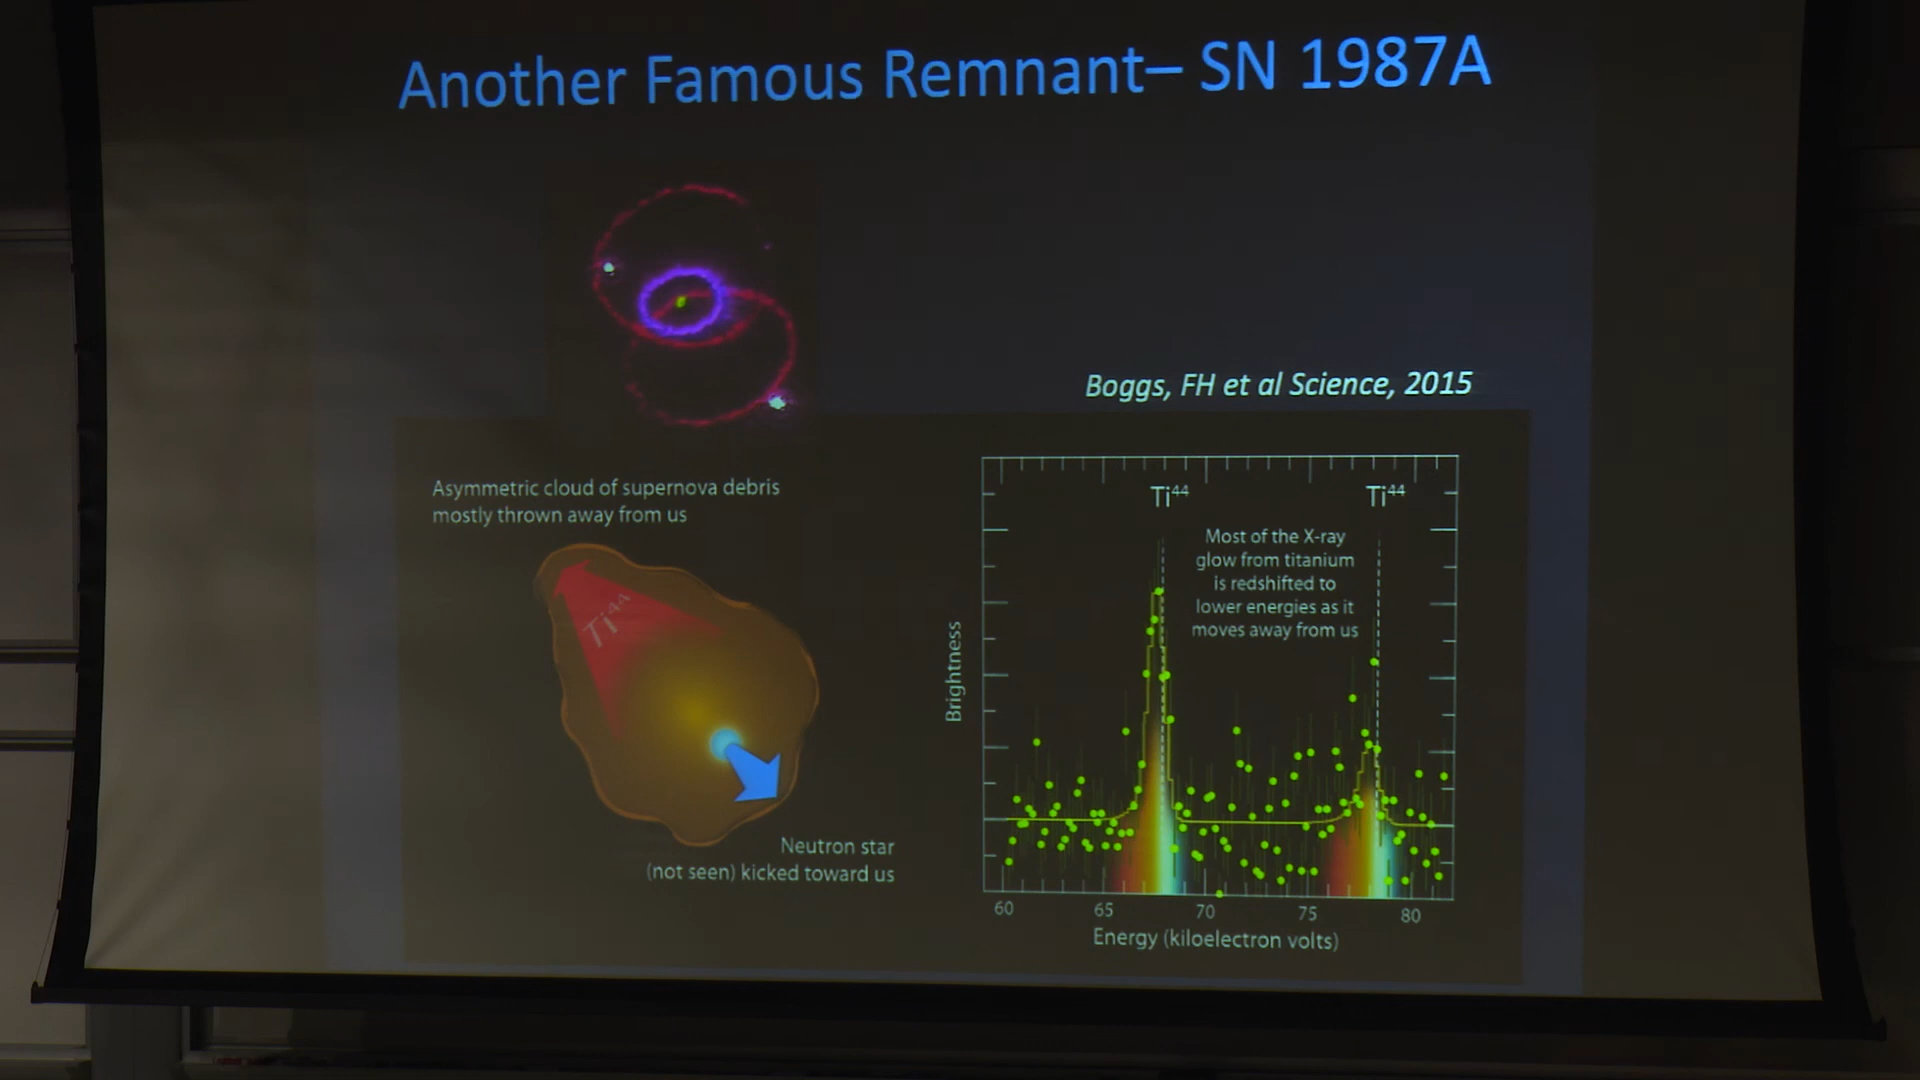 Another Famous Remnant– SN 1987A
Boggs, FH et al Science, 2015
Asymmetric cloud of supernova debris
mostly thrown away from us
Ti44
Neutron star
(not seen) kicked toward us
Ti44
Ti44
Most of the X-ray
glow from titanium
is redshifted to
lower energies as it
moves away from us
Brightness
60 65 70 75 80
Energy (kiloelectron volts)